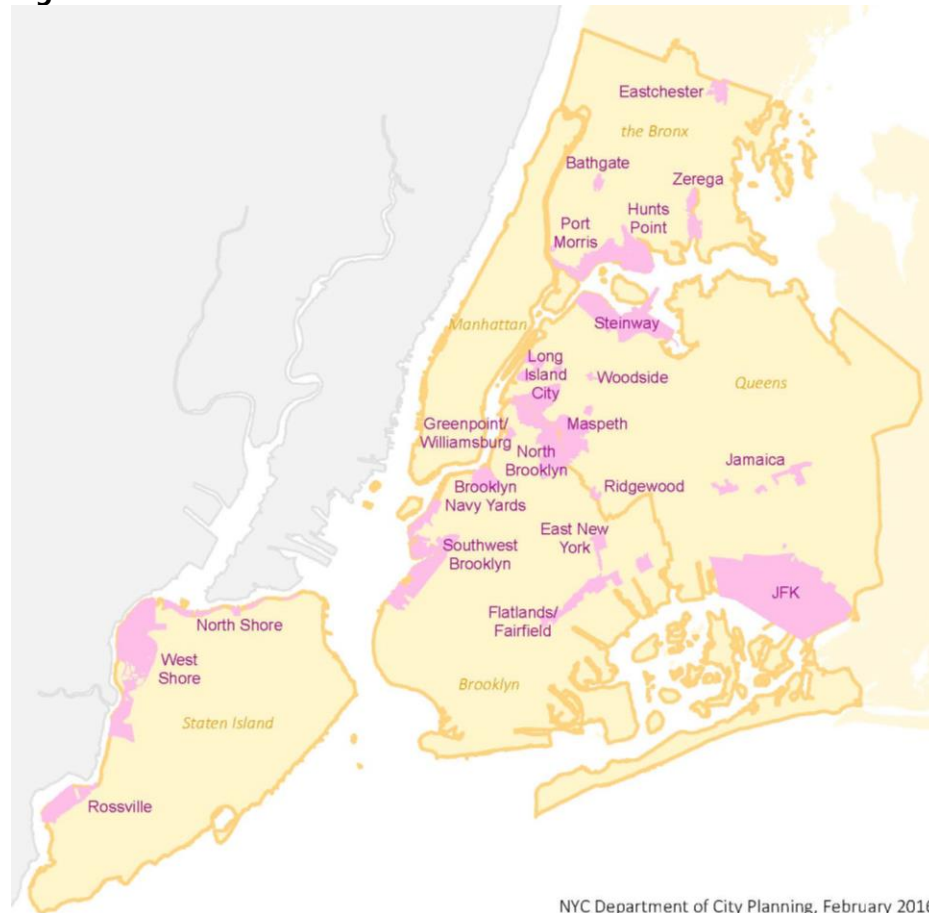 Eastchester
the Bronx
Bathgate
Zerega
Hunts
Point
Port
Morris
Manhattan
Steinway
Long
Island
City
Woodside
Queens
Greenpoint/
Williamsburg
Maspeth
North
Brooklyn
Jamaica
Brooklyn
Navy Yards
Ridgewood
East New
York
Southwest
Brooklyn
JFK
Flatlands/
Fairfield
North Shore
West
Shore
Brooklyn
Staten Island
Rossville
NYC Department of City Planning, February 2016